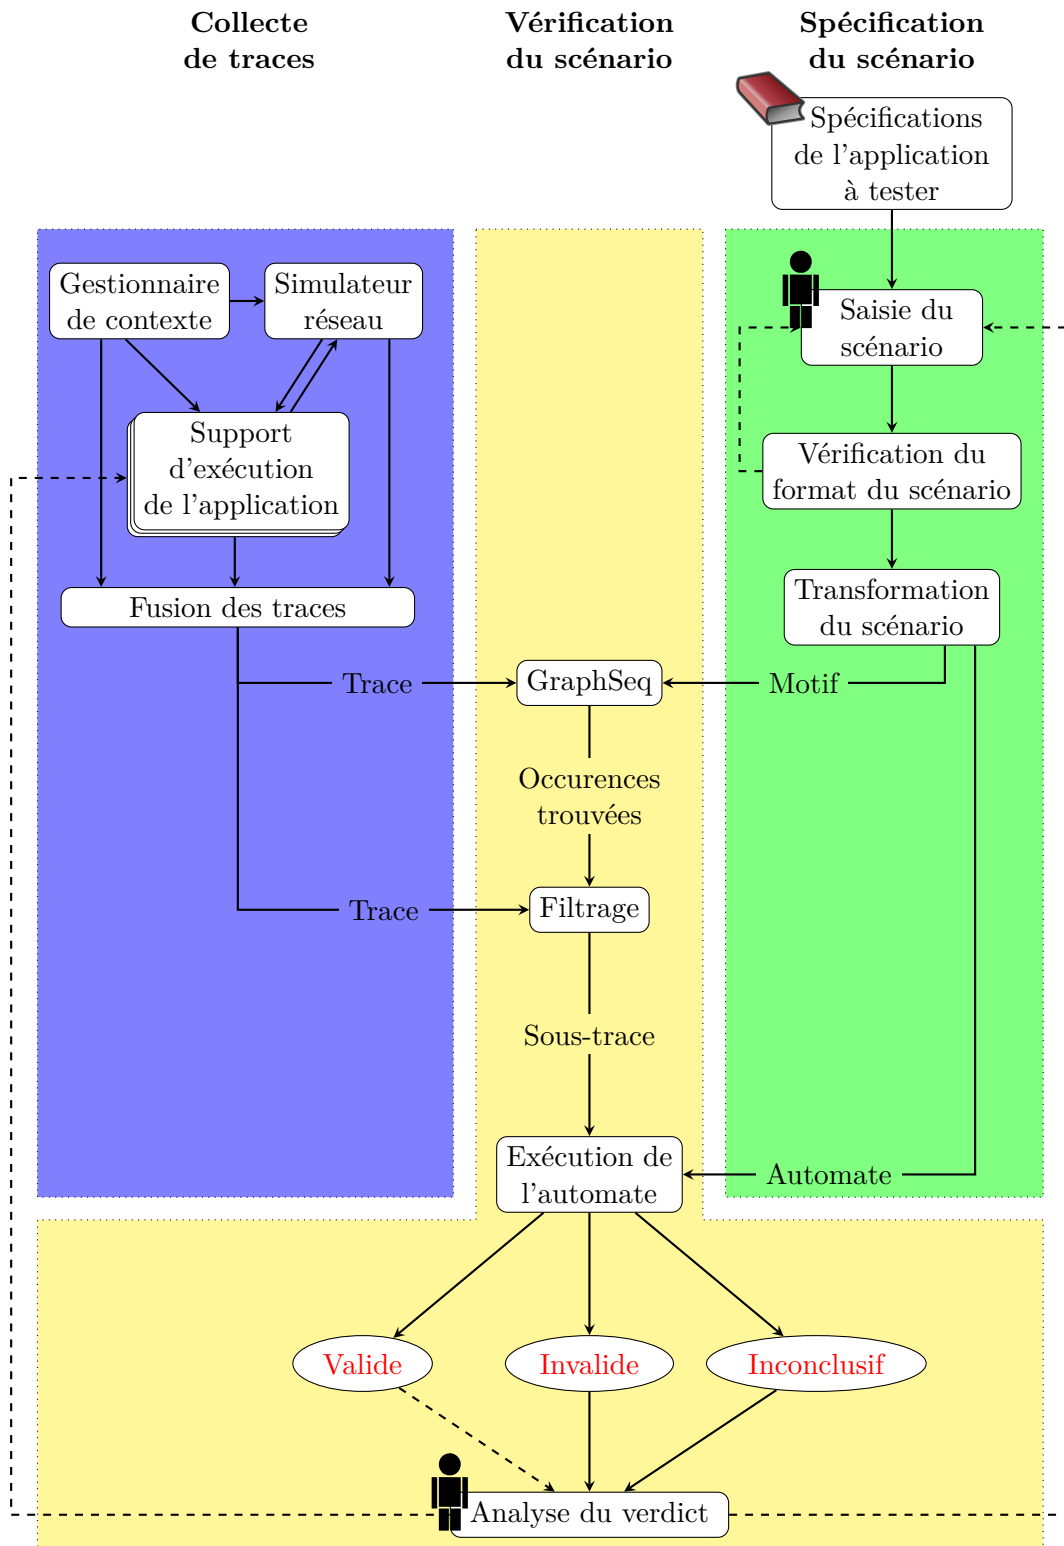 Collecte
de traces
Vérification
du scénario
Spécification
du scénario
Spécifications
de l'application
à tester
Gestionnaire
de contexte
Simulateur
réseau
Saisie du
scénario
Support
d'exécution
de l'application
Vérification du
format du scénario
Fusion des traces
Transformation
du scénario
Trace
GraphSeq
Motif
Occurences
trouvées
Trace
Filtrage
Sous-trace
Exécution de
l'automate
Automate
Valide
Invalide
Inconclusif
Analyse du verdict